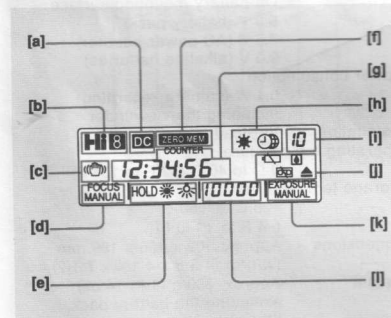 [a]
[f]
[g]
[b]
[h]
Hi 8 DC ZERO MEM 10
[i]
COUNTER
[c]
12:34:56
[j]
FOCUS MANUAL HOLD 10000 EXPOSURE MANUAL
[d]
[k]
[e]
[l]